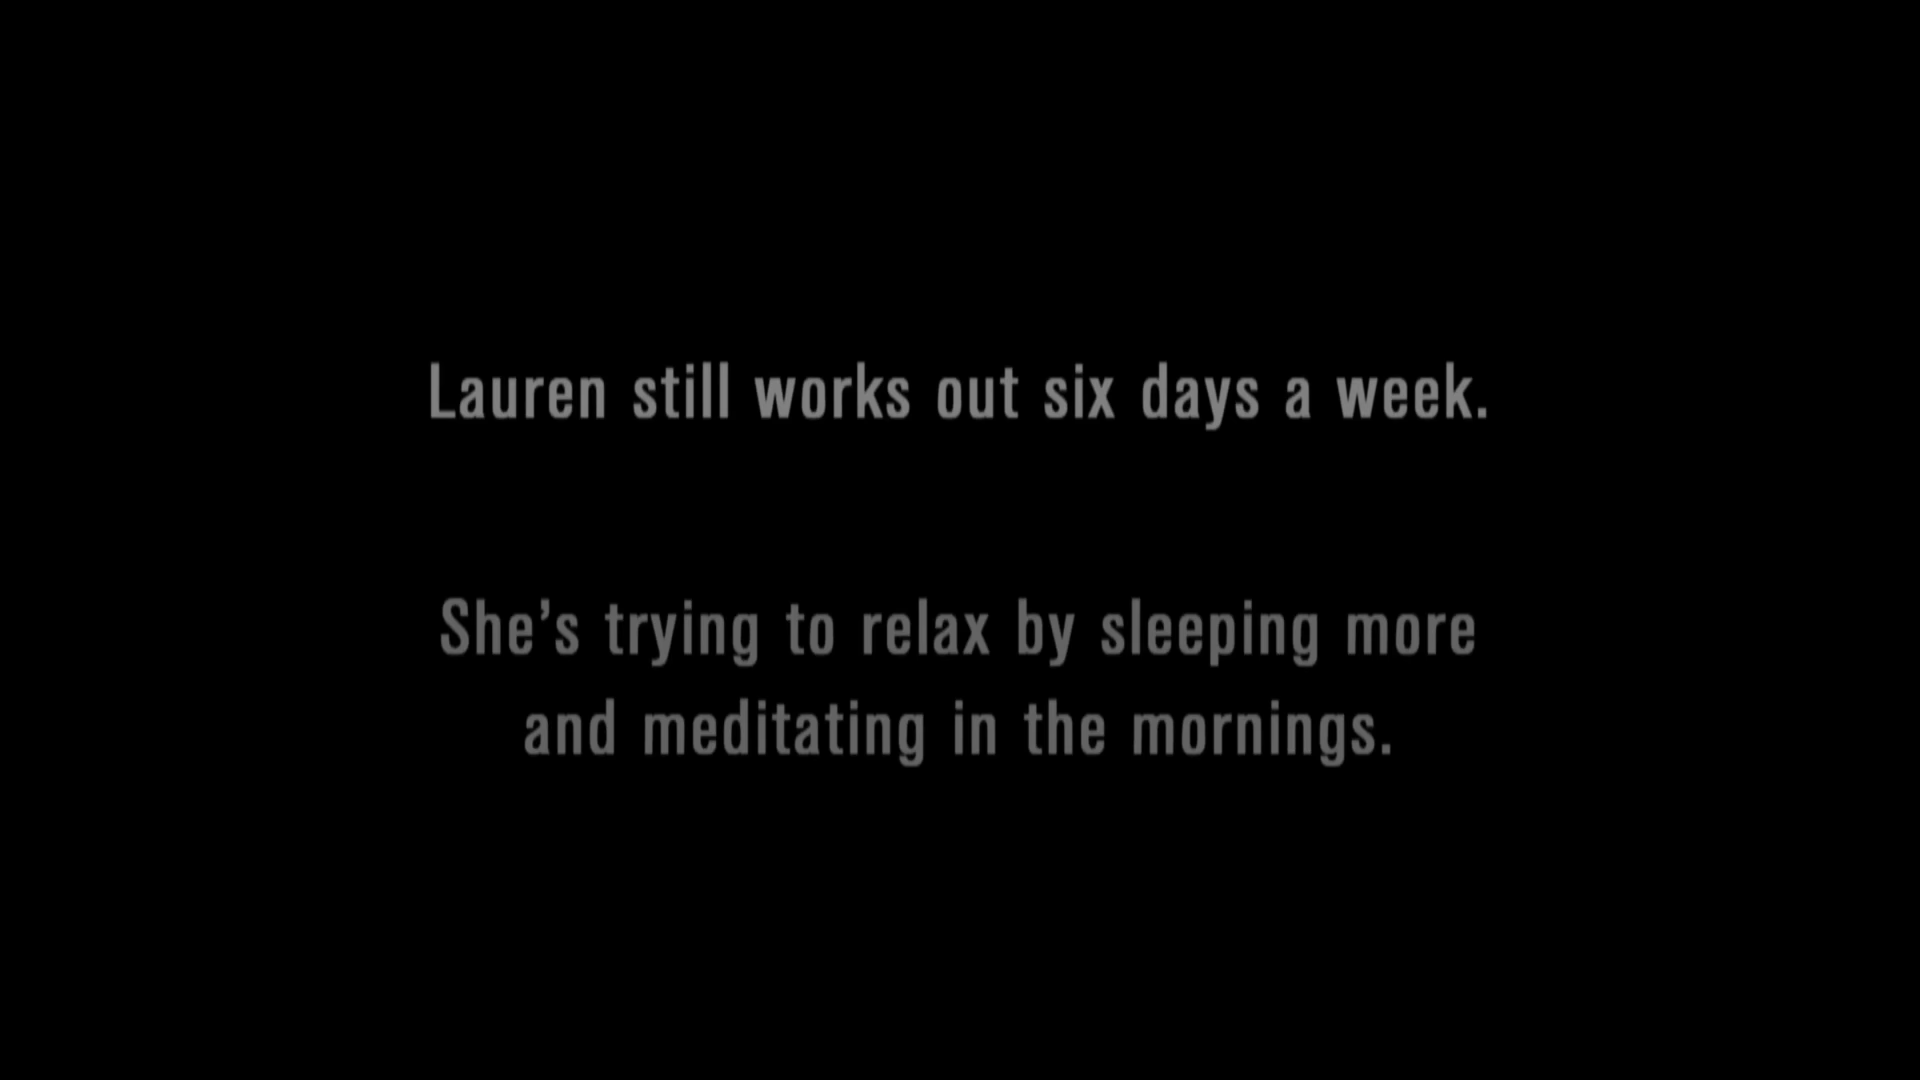 Lauren still works out six days a week.
She’s trying to relax by sleeping more
and meditating in the mornings.